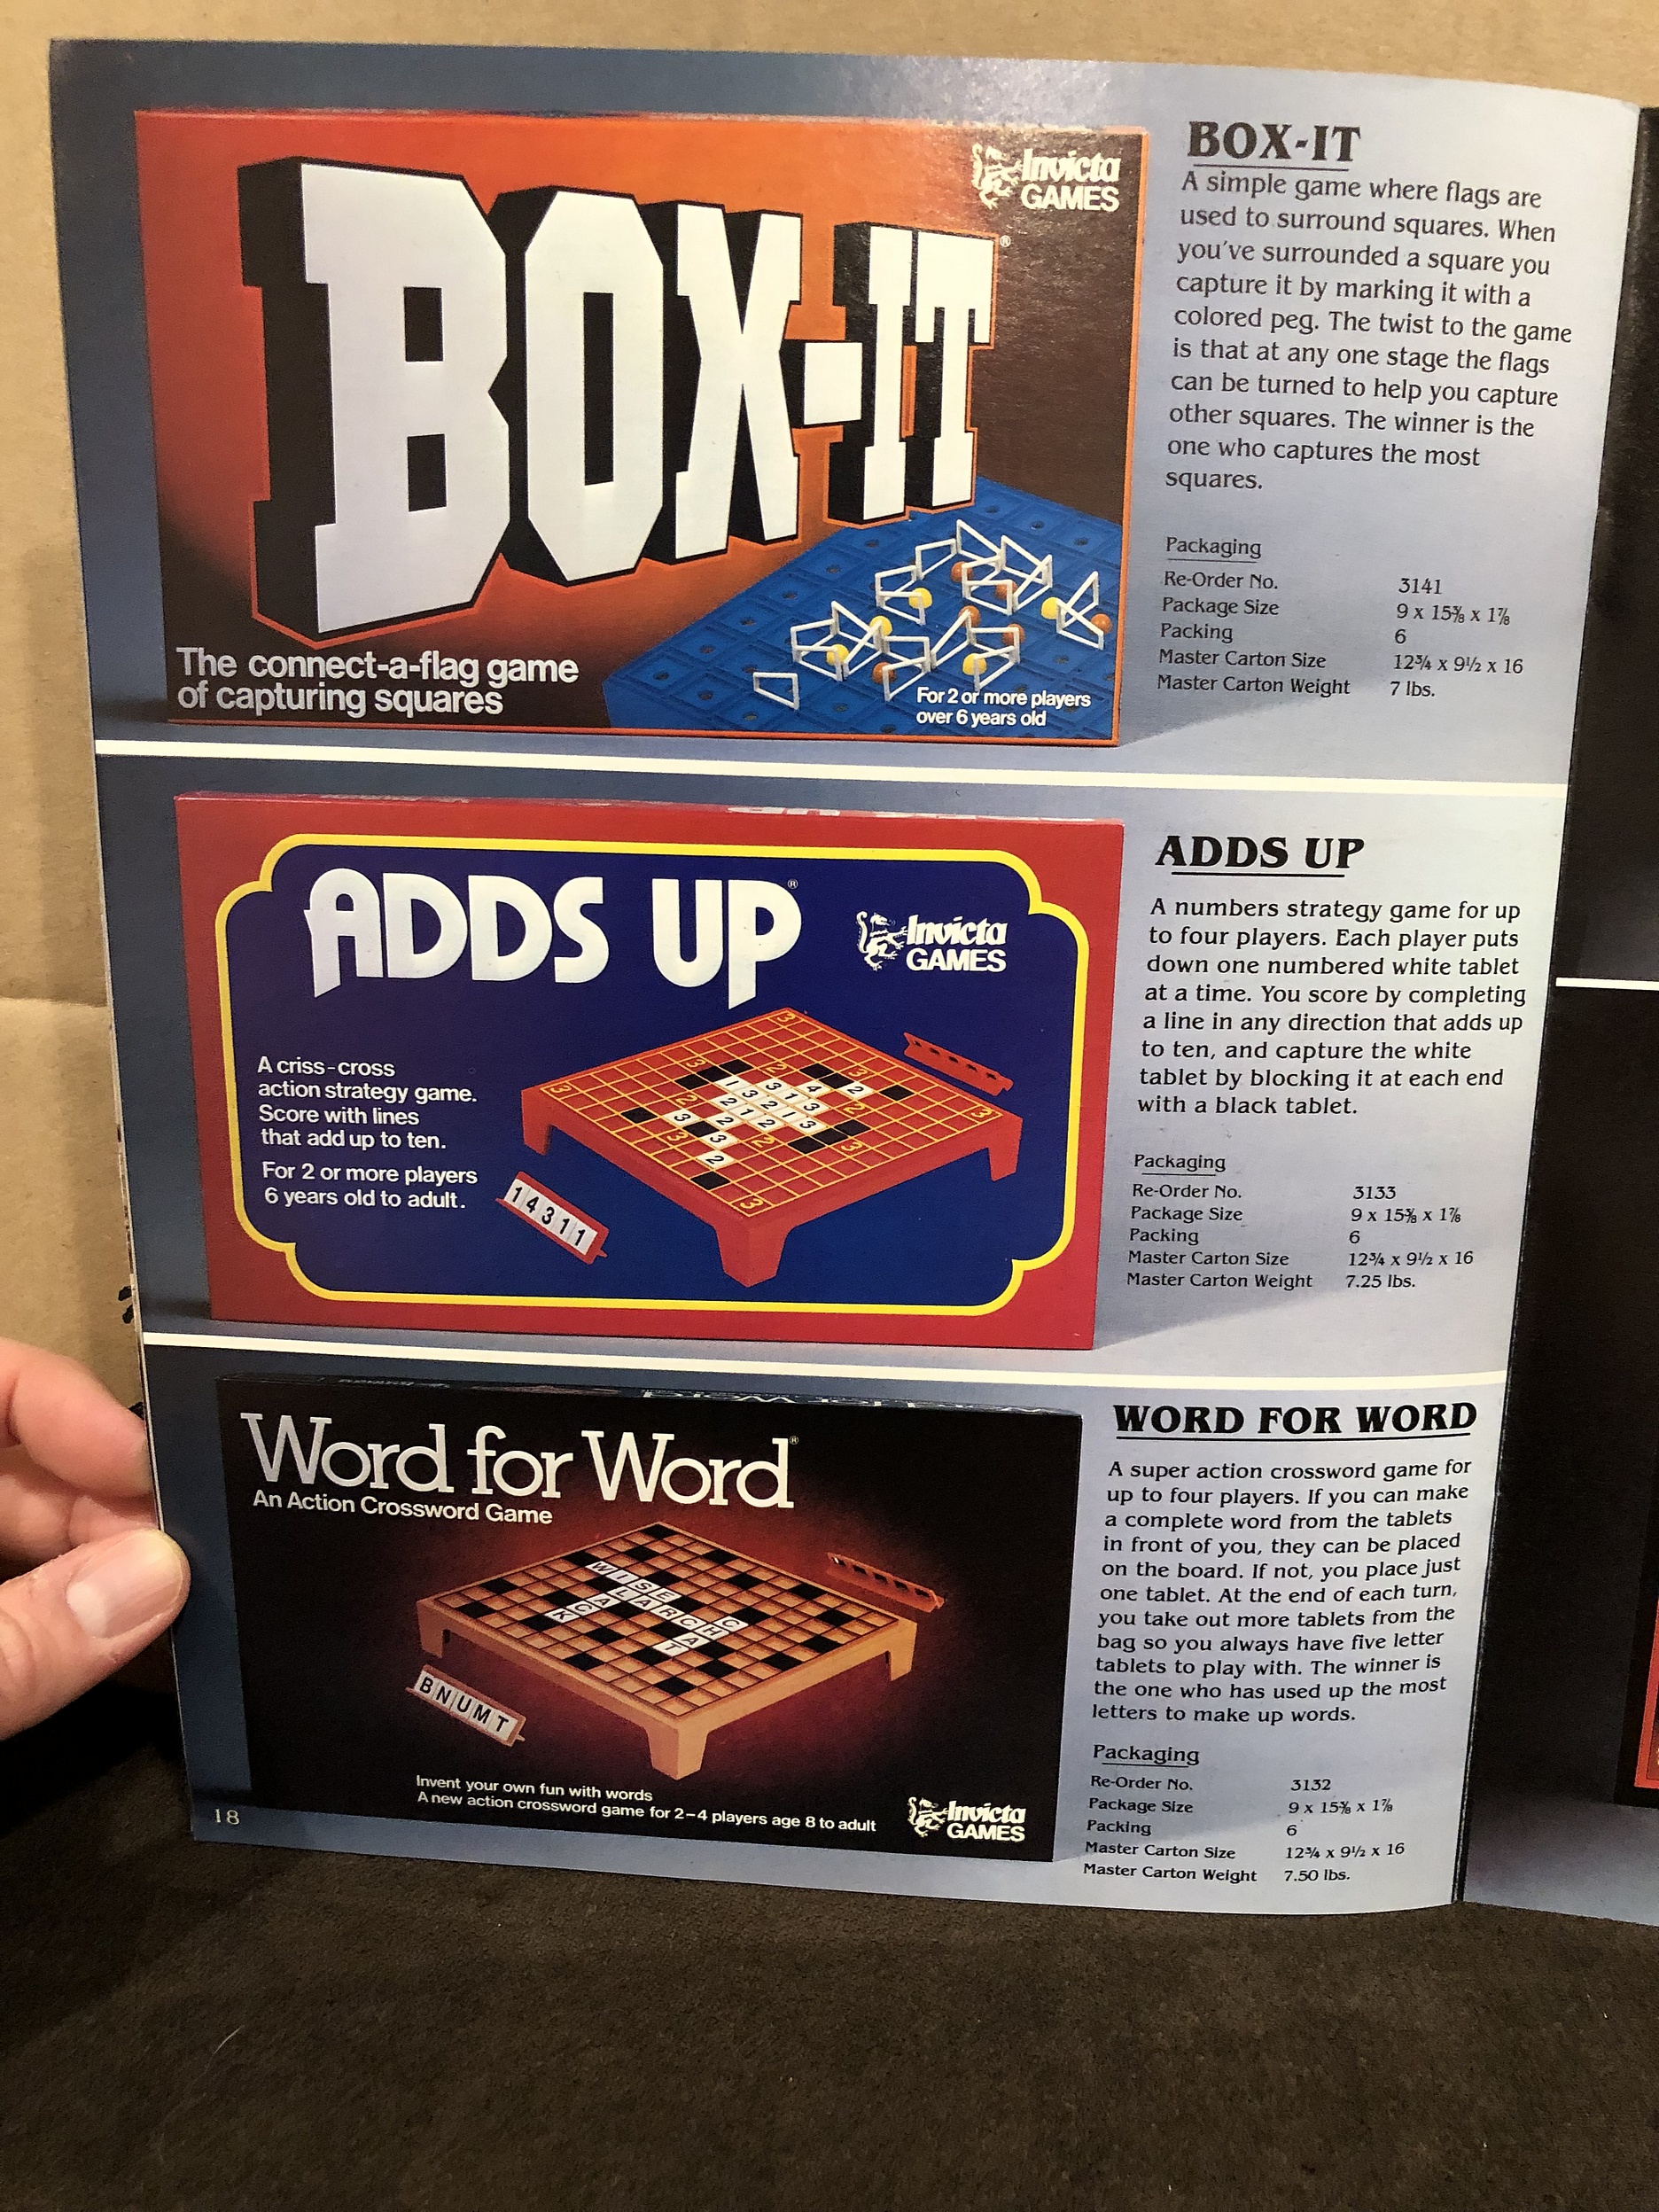 Invicta
GAMES
BOX-IT®
The connect-a-flag game
of capturing squares
For 2 or more players
over 6 years old
BOX-IT
A simple game where flags are
used to surround squares. When
you've surrounded a square you
capture it by marking it with a
colored peg. The twist to the game
is that at any one stage the flags
can be turned to help you capture
other squares. The winner is the
one who captures the most
squares.
Packaging
Re-Order No. 3141
Package Size 9 x 15⅜ x 1⅞
Packing 6
Master Carton Size 12¾ x 9½ x 16
Master Carton Weight 7 lbs.
ADDS UP®
Invicta
GAMES
A criss-cross
action strategy game.
Score with lines
that add up to ten.
For 2 or more players
6 years old to adult.
1 4 3 1 1
ADDS UP
A numbers strategy game for up
to four players. Each player puts
down one numbered white tablet
at a time. You score by completing
a line in any direction that adds up
to ten, and capture the white
tablet by blocking it at each end
with a black tablet.
Packaging
Re-Order No. 3133
Package Size 9 x 15⅜ x 1⅞
Packing 6
Master Carton Size 12¾ x 9½ x 16
Master Carton Weight 7.25 lbs.
Word for Word®
An Action Crossword Game
WISE
LARCH
B N U M T
Invent your own fun with words
A new action crossword game for 2-4 players age 8 to adult
Invicta
GAMES
WORD FOR WORD
A super action crossword game for
up to four players. If you can make
a complete word from the tablets
in front of you, they can be placed
on the board. If not, you place just
one tablet. At the end of each turn,
you take out more tablets from the
bag so you always have five letter
tablets to play with. The winner is
the one who has used up the most
letters to make up words.
Packaging
Re-Order No. 3132
Package Size 9 x 15⅜ x 1⅞
Packing 6
Master Carton Size 12¾ x 9½ x 16
Master Carton Weight 7.50 lbs.
18